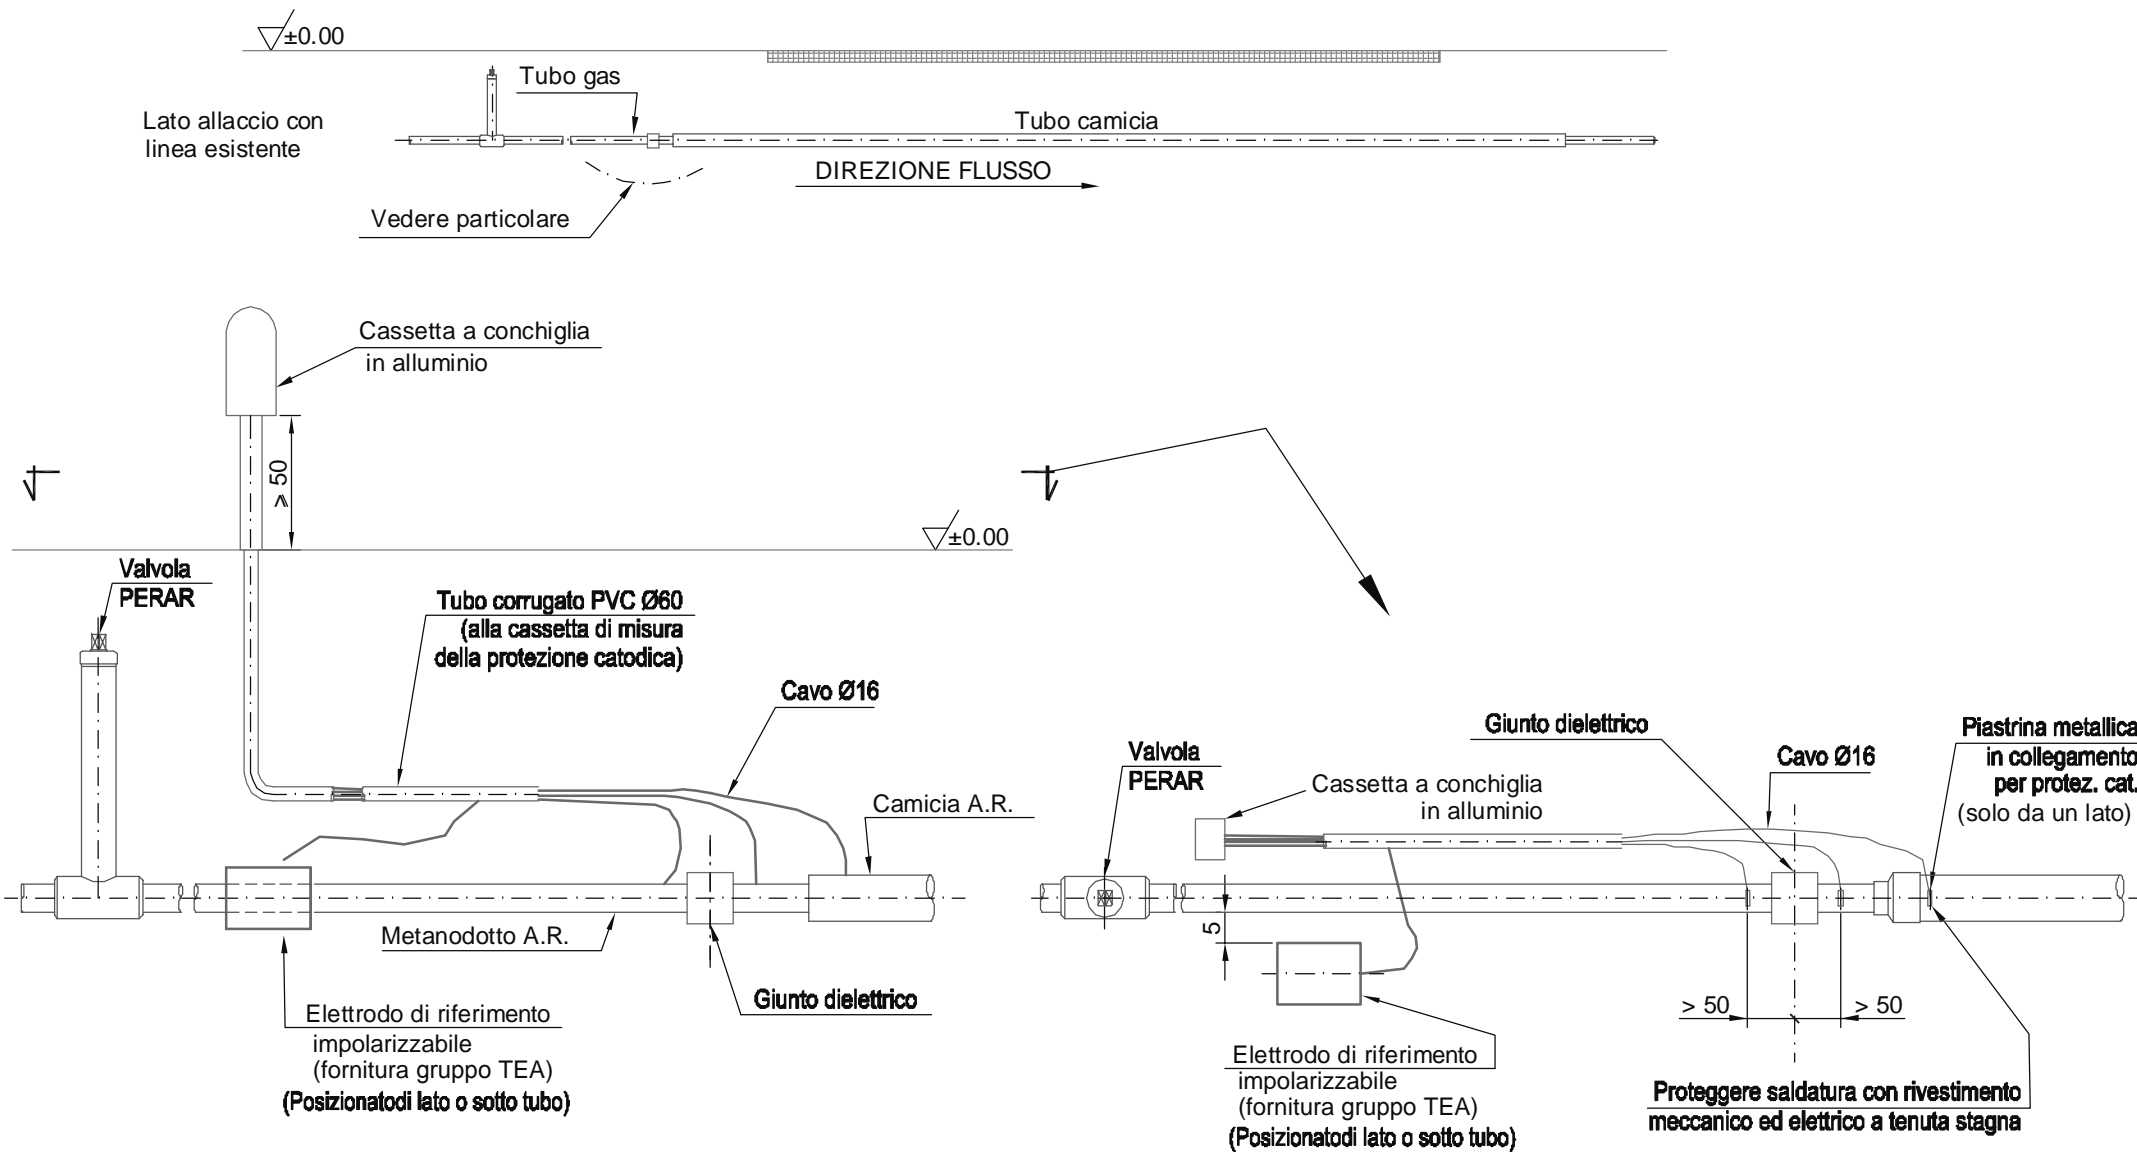 ±0.00
Tubo gas
Lato allaccio con
linea esistente
Tubo camicia
DIREZIONE FLUSSO
Vedere particolare
Cassetta a conchiglia
in alluminio
≥ 50
±0.00
Valvola
PERAR
Tubo corrugato PVC Ø60
(alla cassetta di misura
della protezione catodica)
Cavo Ø16
Camicia A.R.
Metanodotto A.R.
Giunto dielettrico
Elettrodo di riferimento
impolarizzabile
(fornitura gruppo TEA)
(Posizionatodi lato o sotto tubo)
Valvola
PERAR
Cassetta a conchiglia
in alluminio
Giunto dielettrico
Cavo Ø16
Piastrina metallica
in collegamento
per protez. cat.
(solo da un lato)
5
> 50
> 50
Elettrodo di riferimento
impolarizzabile
(fornitura gruppo TEA)
(Posizionatodi lato o sotto tubo)
Proteggere saldatura con rivestimento
meccanico ed elettrico a tenuta stagna